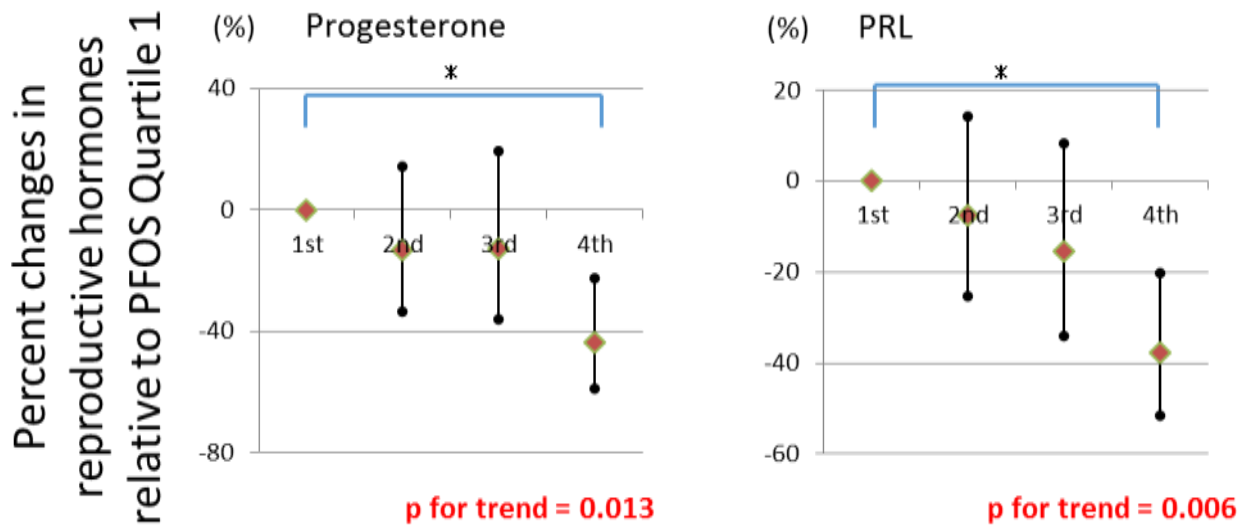 Percent changes in
reproductive hormones
relative to PFOS Quartile 1
(%) Progesterone
*
40
0
1st 2nd 3rd 4th
-40
-80
p for trend = 0.013
(%) PRL
*
20
0
1st 2nd 3rd 4th
-20
-40
-60
p for trend = 0.006